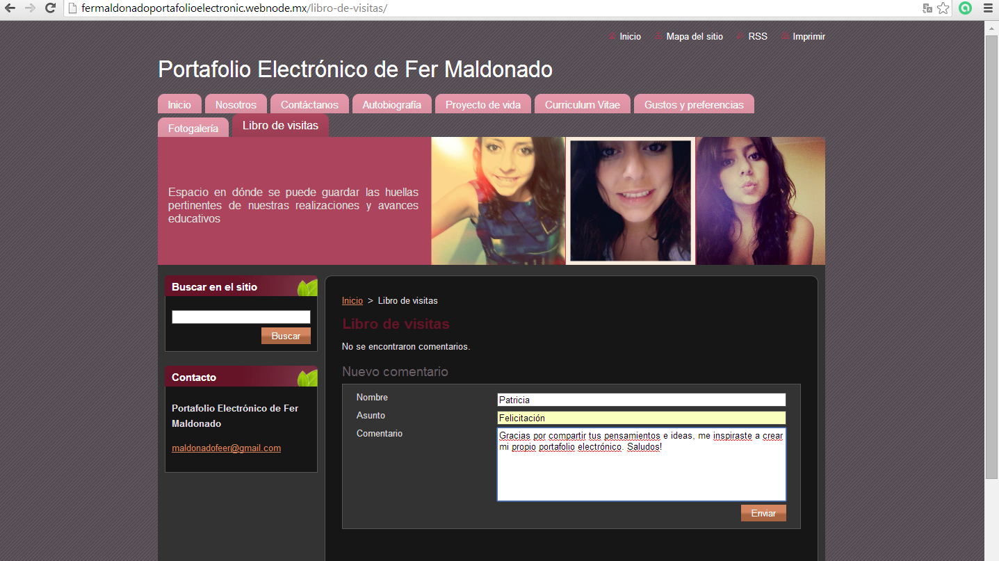 fermaldonadoportafolioelectronic.webnode.mx/libro-de-visitas/
Inicio Mapa del sitio RSS Imprimir
Portafolio Electrónico de Fer Maldonado
Inicio Nosotros Contáctanos Autobiografía Proyecto de vida Curriculum Vitae Gustos y preferencias
Fotogalería Libro de visitas
Espacio en dónde se puede guardar las huellas
pertinentes de nuestras realizaciones y avances
educativos
Buscar en el sitio
Buscar
Contacto
Portafolio Electrónico de Fer
Maldonado
maldonadofeer@gmail.com
Inicio > Libro de visitas
Libro de visitas
No se encontraron comentarios.
Nuevo comentario
Nombre Patricia
Asunto Felicitación
Comentario Gracias por compartir tus pensamientos e ideas, me inspiraste a crear
mi propio portafolio electrónico. Saludos!
Enviar